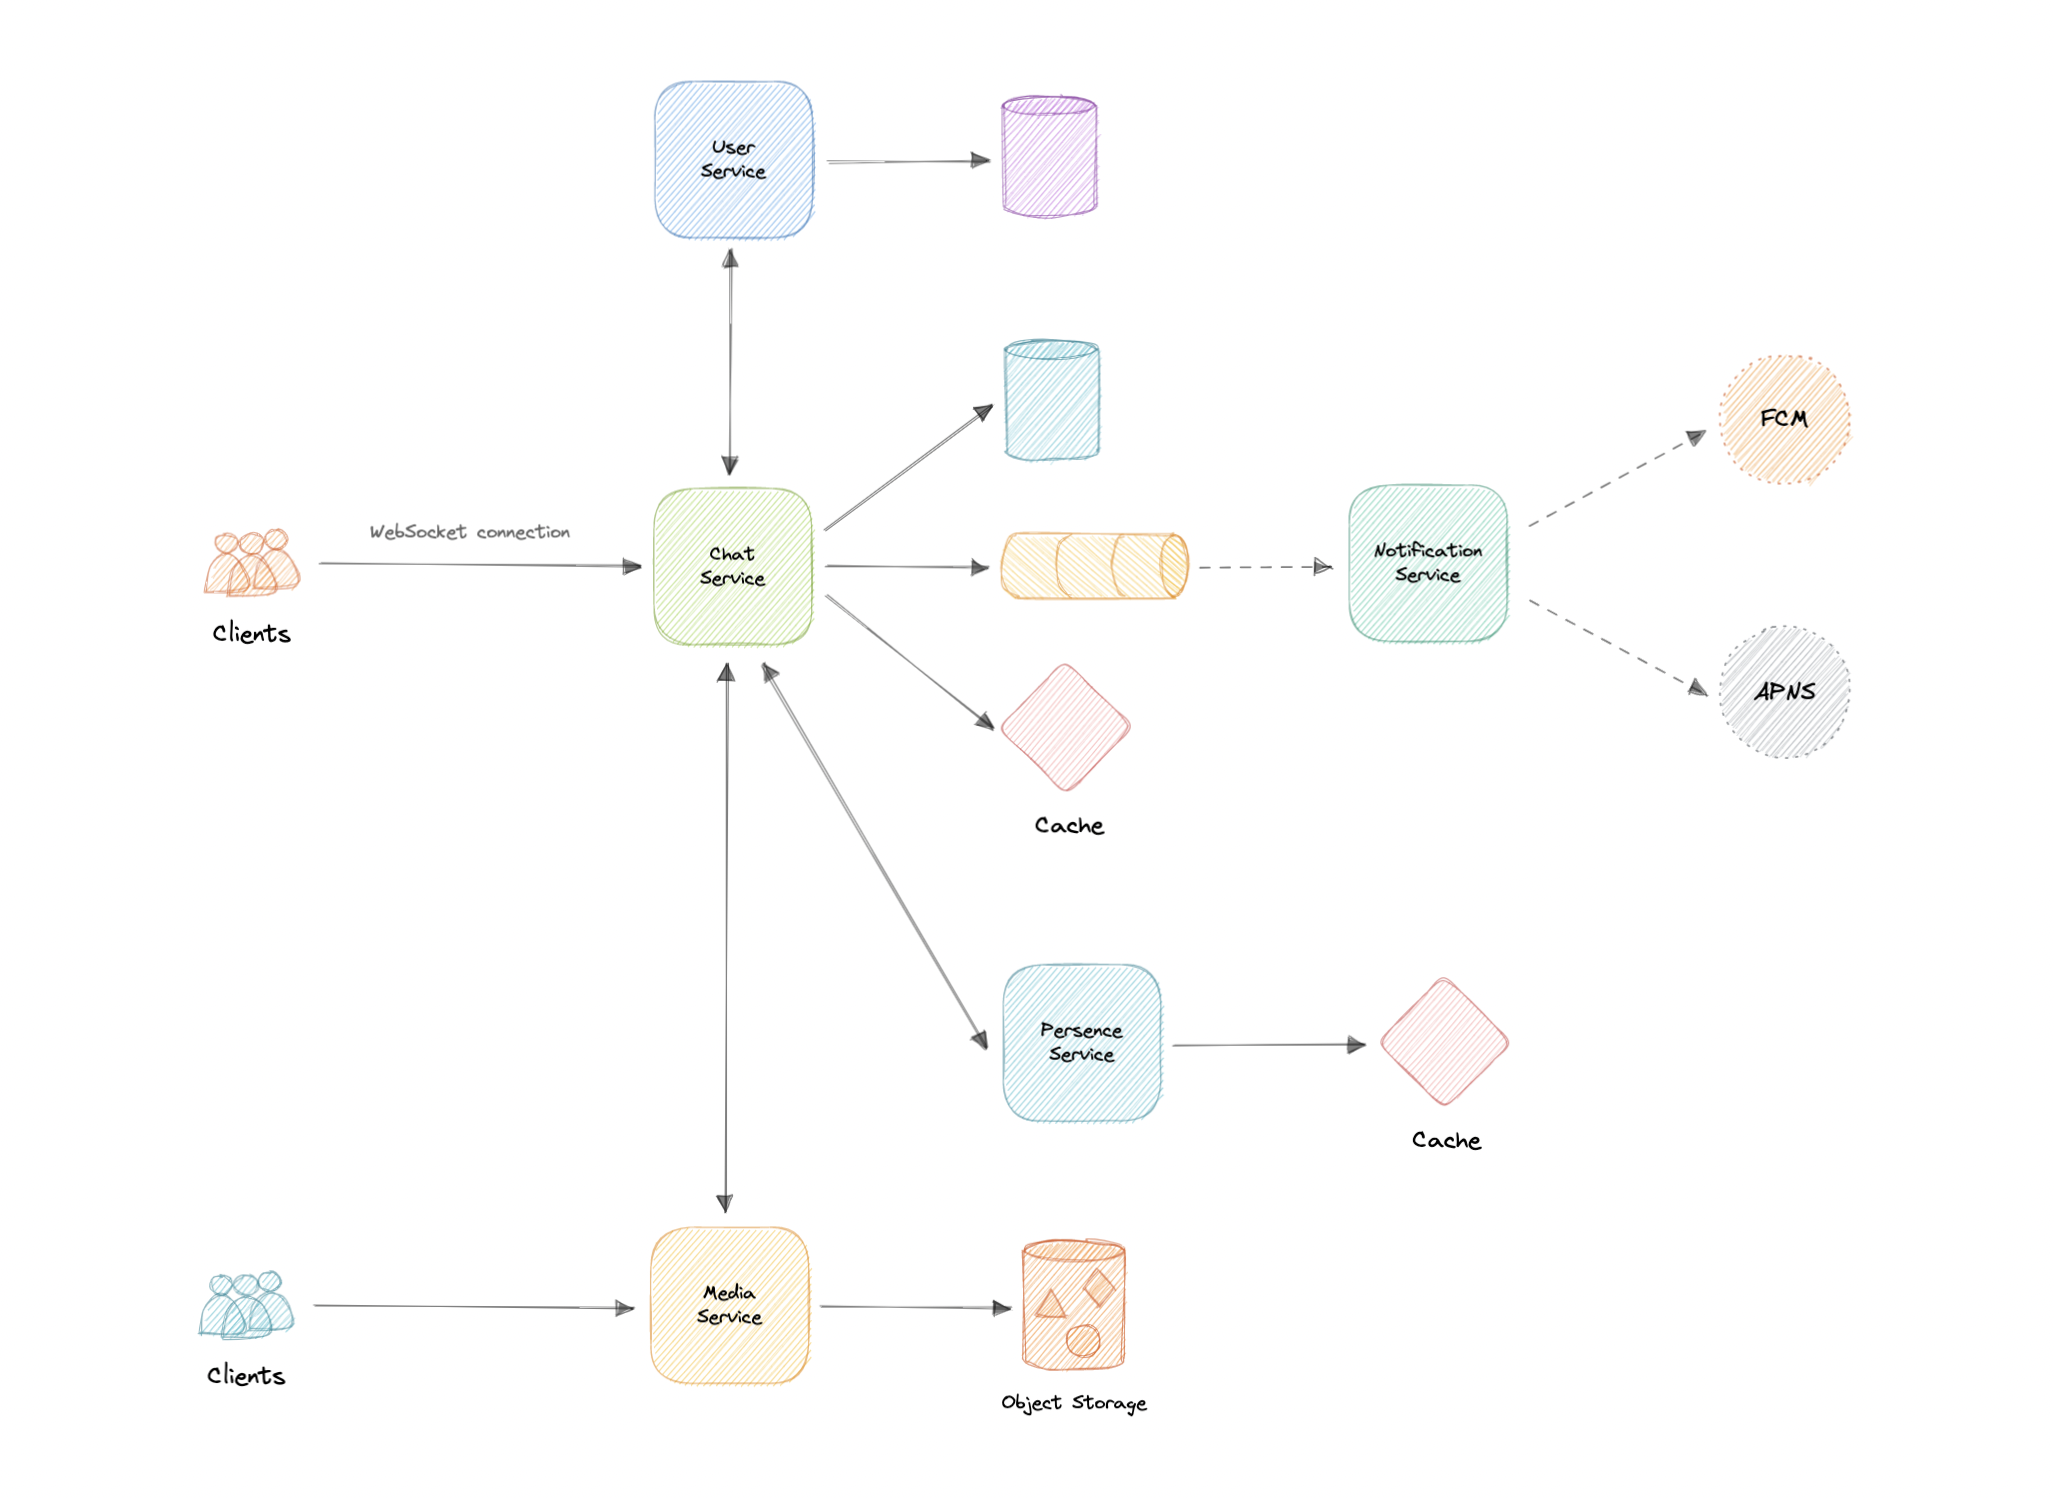 User
Service
FCM
WebSocket connection
Chat
Service
Notification
Service
Clients
APNS
Cache
Persence
Service
Cache
Media
Service
Clients
Object Storage